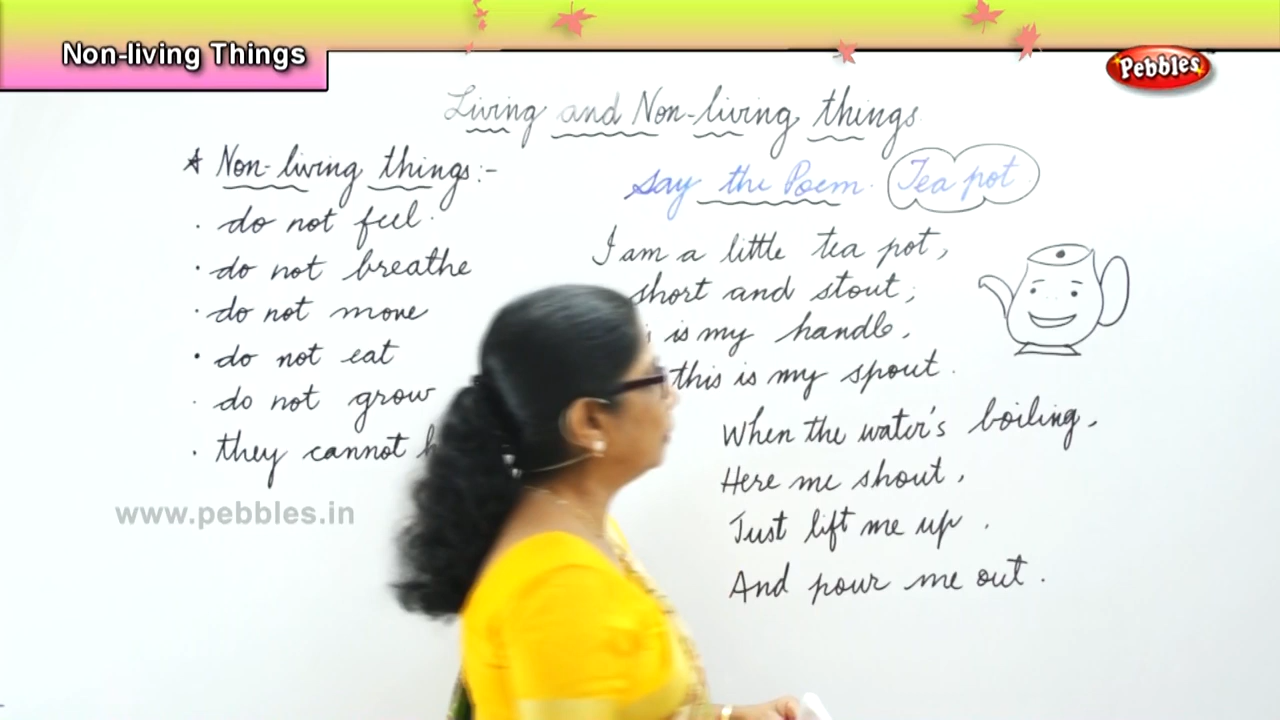 Non-living Things
Pebbles
Living and Non-living things
Non-living things:-
. do not feel.
. do not breathe
. do not move
. do not eat
. do not grow
. they cannot
www.pebbles.in
Say the Poem. Tea pot
I am a little tea pot,
short and stout;
is my handle,
this is my spout.
When the water's boiling,
Here me shout,
Just lift me up.
And pour me out.